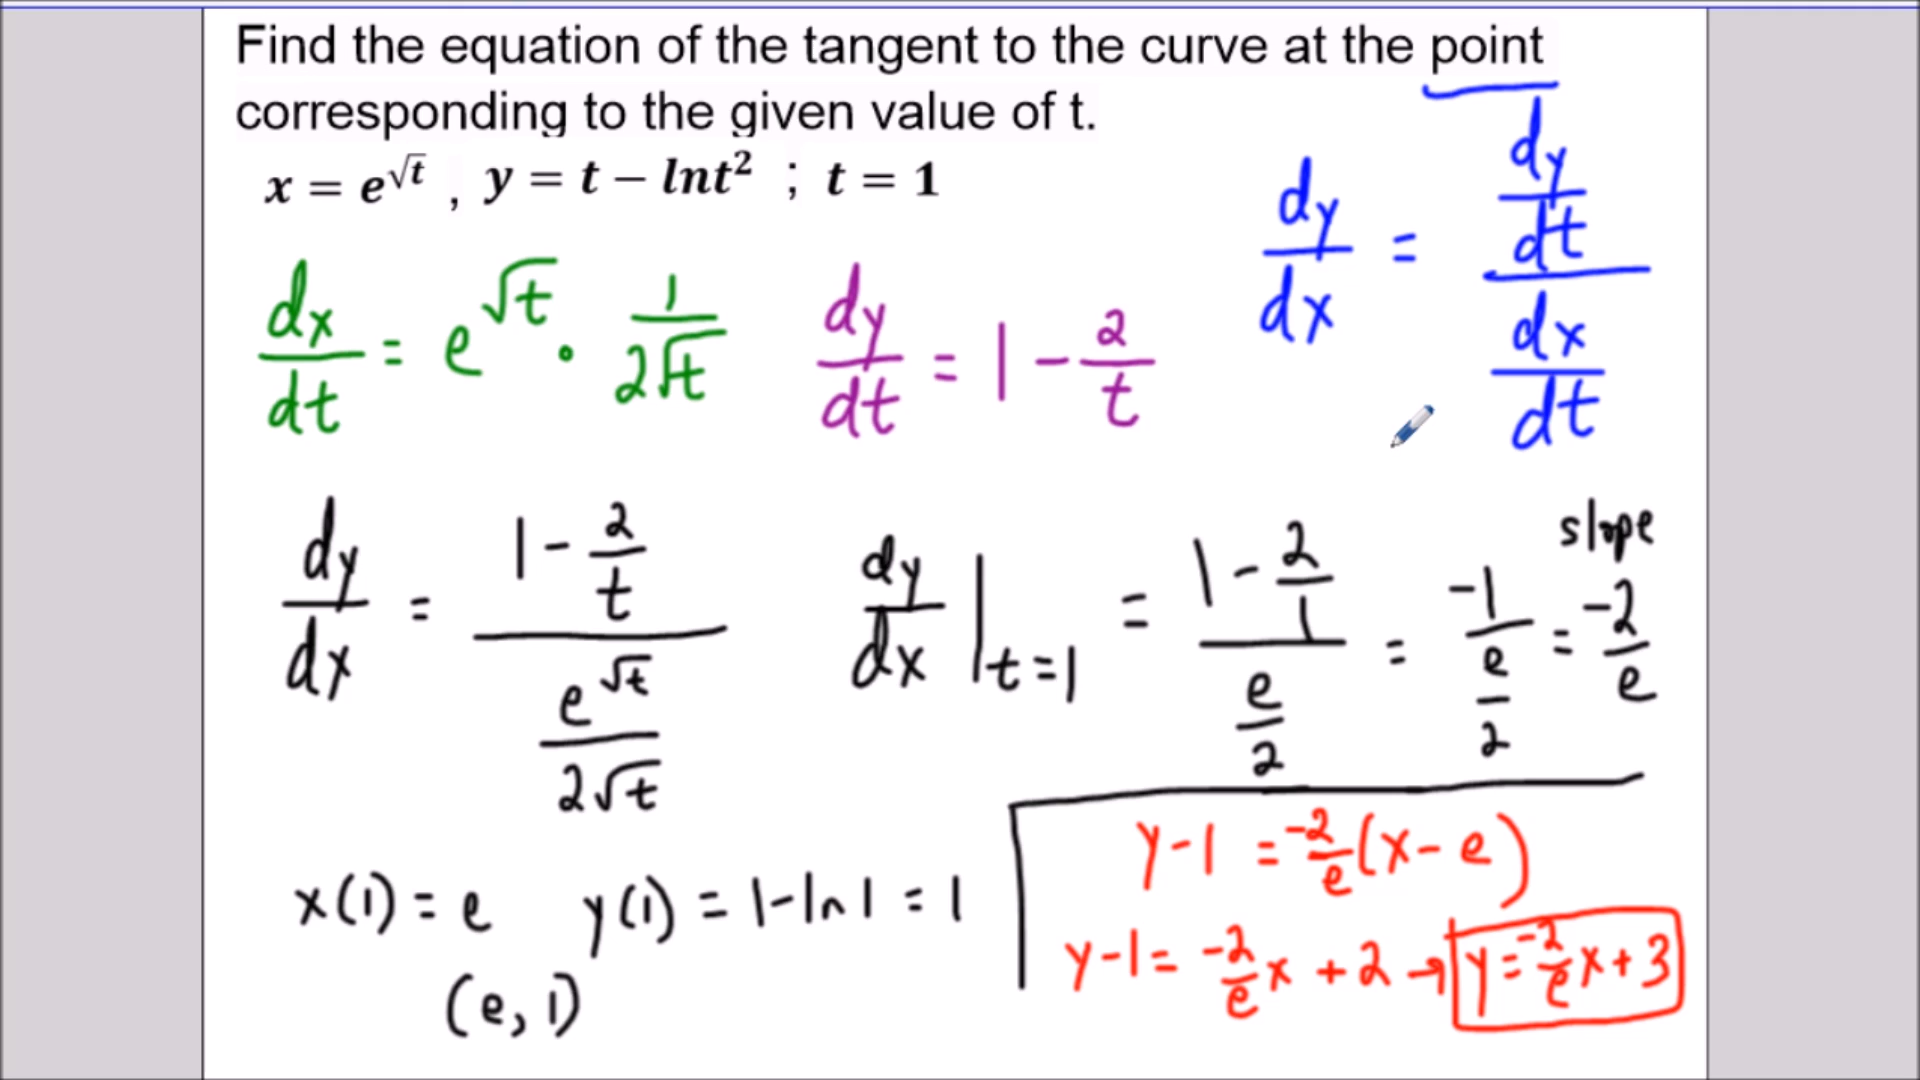 Find the equation of the tangent to the curve at the point
corresponding to the given value of t.
x = e^√t , y = t − lnt² ; t = 1
dy/dx = (dy/dt)/(dx/dt)
dx/dt = e^√t · 1/(2√t)
dy/dt = 1 - 2/t
dy/dx = (1 - 2/t)/(e^√t/(2√t))
dy/dx |t=1 = (1 - 2/1)/(e/2) = -1/(e/2) = -2/e
slope
x(1) = e y(1) = 1 - ln1 = 1
(e, 1)
y - 1 = -2/e (x - e)
y - 1 = -2/e x + 2 → y = -2/e x + 3